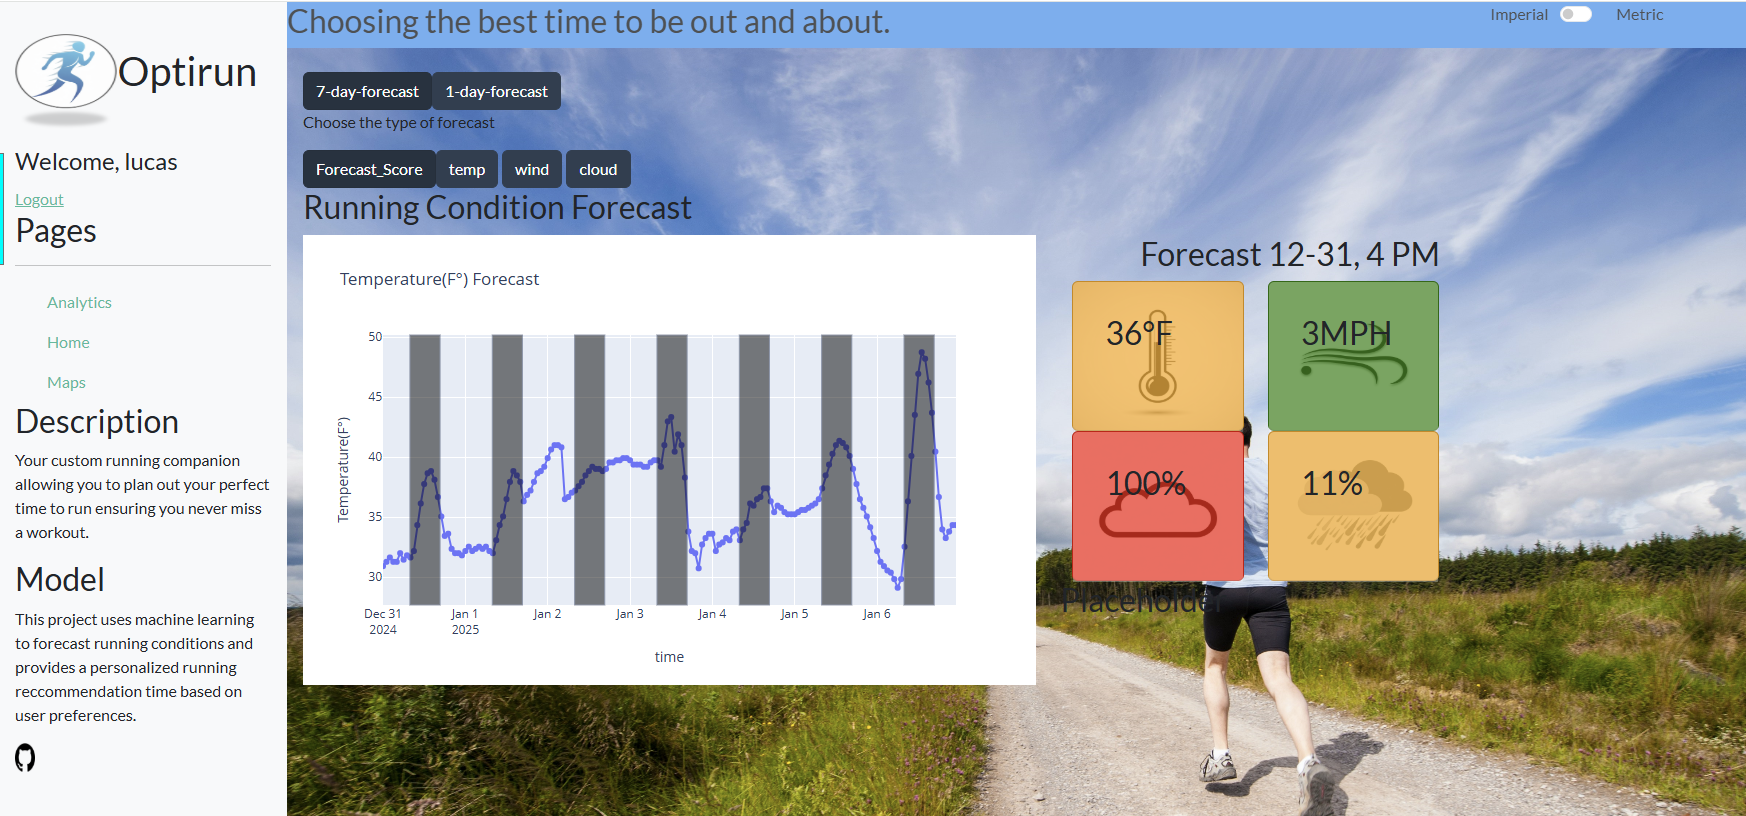 Optirun
Welcome, lucas
Logout
Pages
Analytics
Home
Maps
Description
Your custom running companion
allowing you to plan out your perfect
time to run ensuring you never miss
a workout.
Model
This project uses machine learning
to forecast running conditions and
provides a personalized running
reccommendation time based on
user preferences.
Choosing the best time to be out and about.
Imperial Metric
7-day-forecast 1-day-forecast
Choose the type of forecast
Forecast_Score temp wind cloud
Running Condition Forecast
Temperature(F°) Forecast
Temperature(F°)
50
45
40
35
30
Dec 31 Jan 1 Jan 2 Jan 3 Jan 4 Jan 5 Jan 6
2024 2025
time
Forecast 12-31, 4 PM
36°F 3MPH
100% 11%
Placeholder